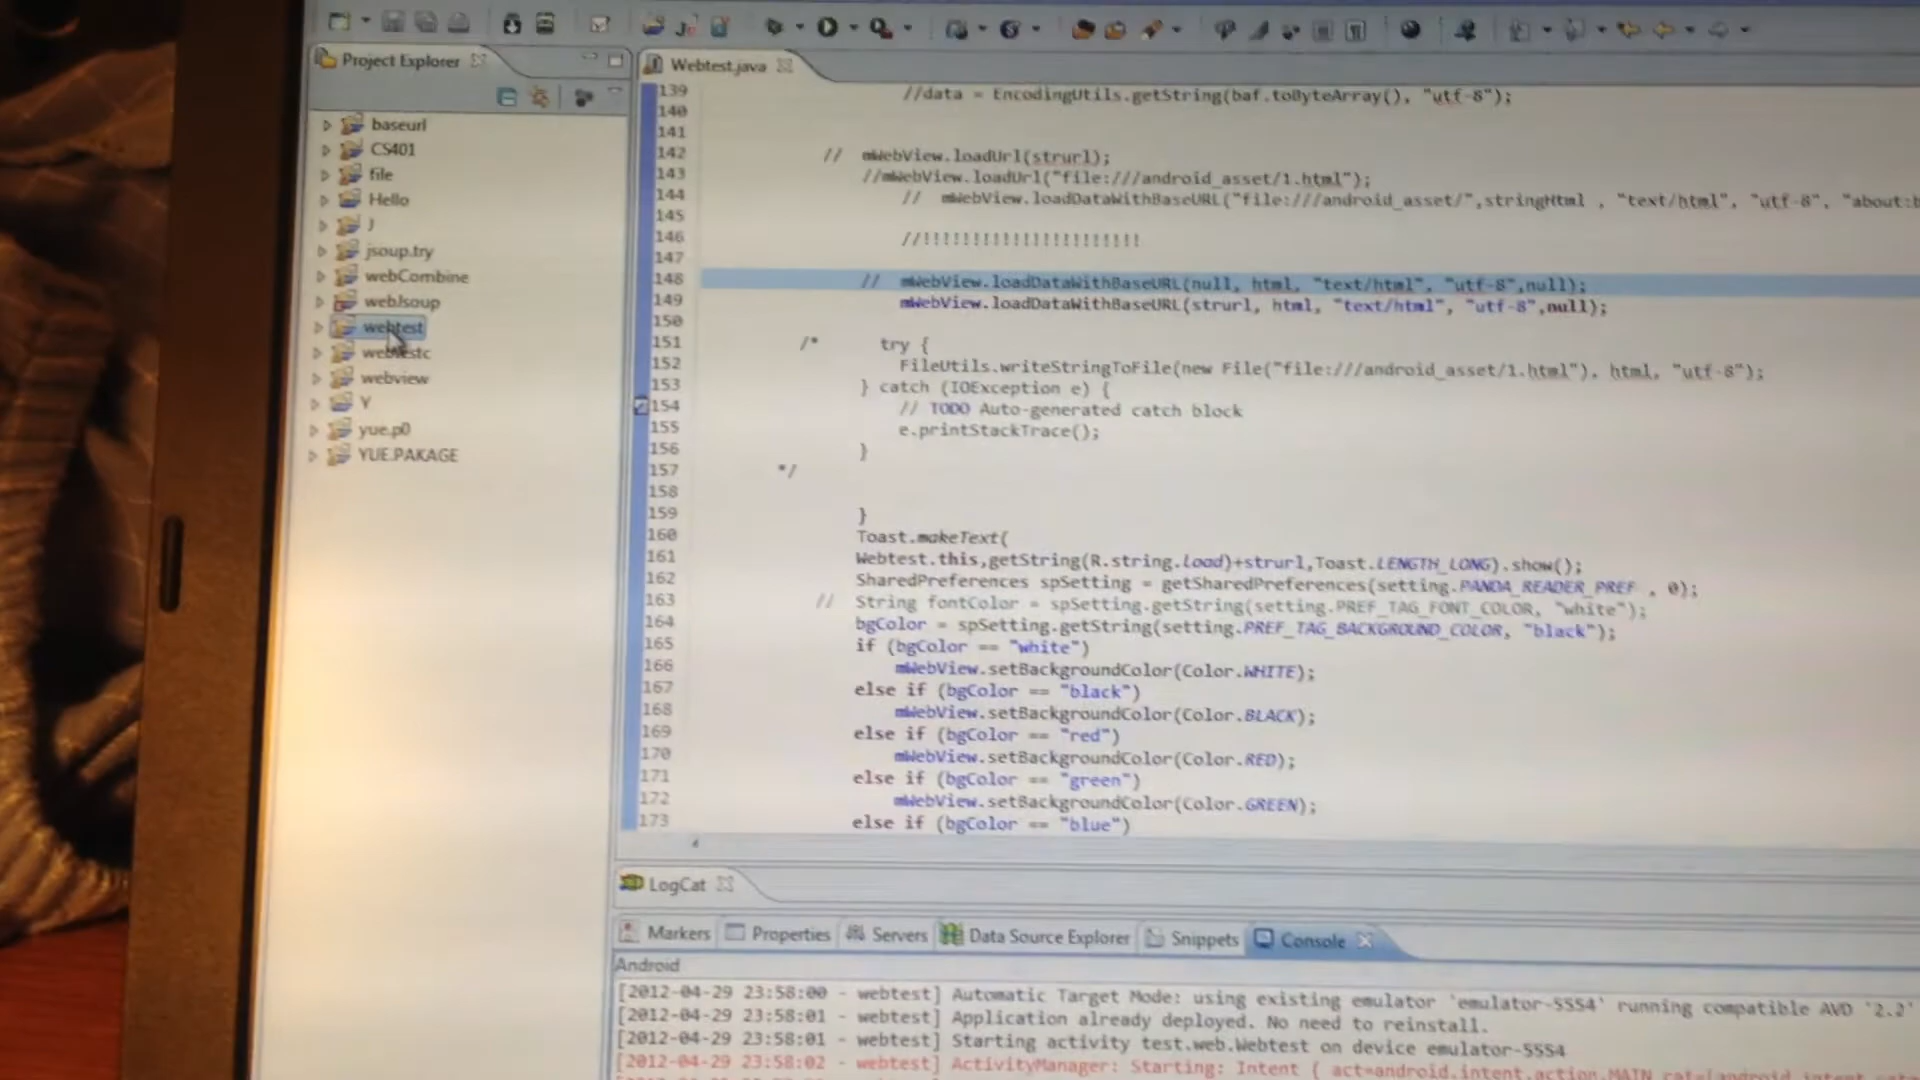 Project Explorer
baseurl
CS401
file
Hello
J
jsoup.try
webCombine
webJsoup
webtest
webtestc
webview
Y
yue.p0
YUE.PAKAGE
Webtest.java
139 //data = EncodingUtils.getString(baf.toByteArray(), "utf-8");
140
141
142 // mWebView.loadUrl(strurl);
143 //mWebView.loadUrl("file:///android_asset/1.html");
144 // mWebView.loadDataWithBaseURL("file:///android_asset/",stringHtml , "text/html", "utf-8", "about:b
145
146 //!!!!!!!!!!!!!!!!!!!!!!
147
148 // mWebView.loadDataWithBaseURL(null, html, "text/html", "utf-8",null);
149 mWebView.loadDataWithBaseURL(strurl, html, "text/html", "utf-8",null);
150
151 /* try {
152 FileUtils.writeStringToFile(new File("file:///android_asset/1.html"), html, "utf-8");
153 } catch (IOException e) {
154 // TODO Auto-generated catch block
155 e.printStackTrace();
156 }
157 */
158
159 }
160 Toast.makeText(
161 Webtest.this,getString(R.string.load)+strurl,Toast.LENGTH_LONG).show();
162 SharedPreferences spSetting = getSharedPreferences(setting.PANDA_READER_PREF , 0);
163 // String fontColor = spSetting.getString(setting.PREF_TAG_FONT_COLOR, "white");
164 bgColor = spSetting.getString(setting.PREF_TAG_BACKGROUND_COLOR, "black");
165 if (bgColor == "white")
166 mWebView.setBackgroundColor(Color.WHITE);
167 else if (bgColor == "black")
168 mWebView.setBackgroundColor(Color.BLACK);
169 else if (bgColor == "red")
170 mWebView.setBackgroundColor(Color.RED);
171 else if (bgColor == "green")
172 mWebView.setBackgroundColor(Color.GREEN);
173 else if (bgColor == "blue")
LogCat
Markers Properties Servers Data Source Explorer Snippets Console
Android
[2012-04-29 23:58:00 - webtest] Automatic Target Mode: using existing emulator 'emulator-5554' running compatible AVD '2.2'
[2012-04-29 23:58:01 - webtest] Application already deployed. No need to reinstall.
[2012-04-29 23:58:01 - webtest] Starting activity test.web.Webtest on device emulator-5554
[2012-04-29 23:58:02 - webtest] ActivityManager: Starting: Intent { act=android.intent.action.MAIN cat=[android.intent